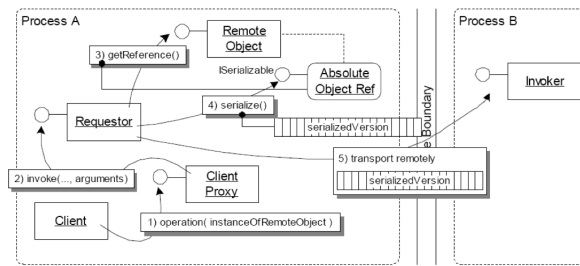 Process A
Process B
Remote
Object
3) getReference()
ISerializable
Absolute
Object Ref
Invoker
Requestor
4) serialize()
serializedVersion
e Boundary
5) transport remotely
serializedVersion
2) invoke(..., arguments)
Client
Proxy
Client
1) operation( instanceOfRemoteObject )